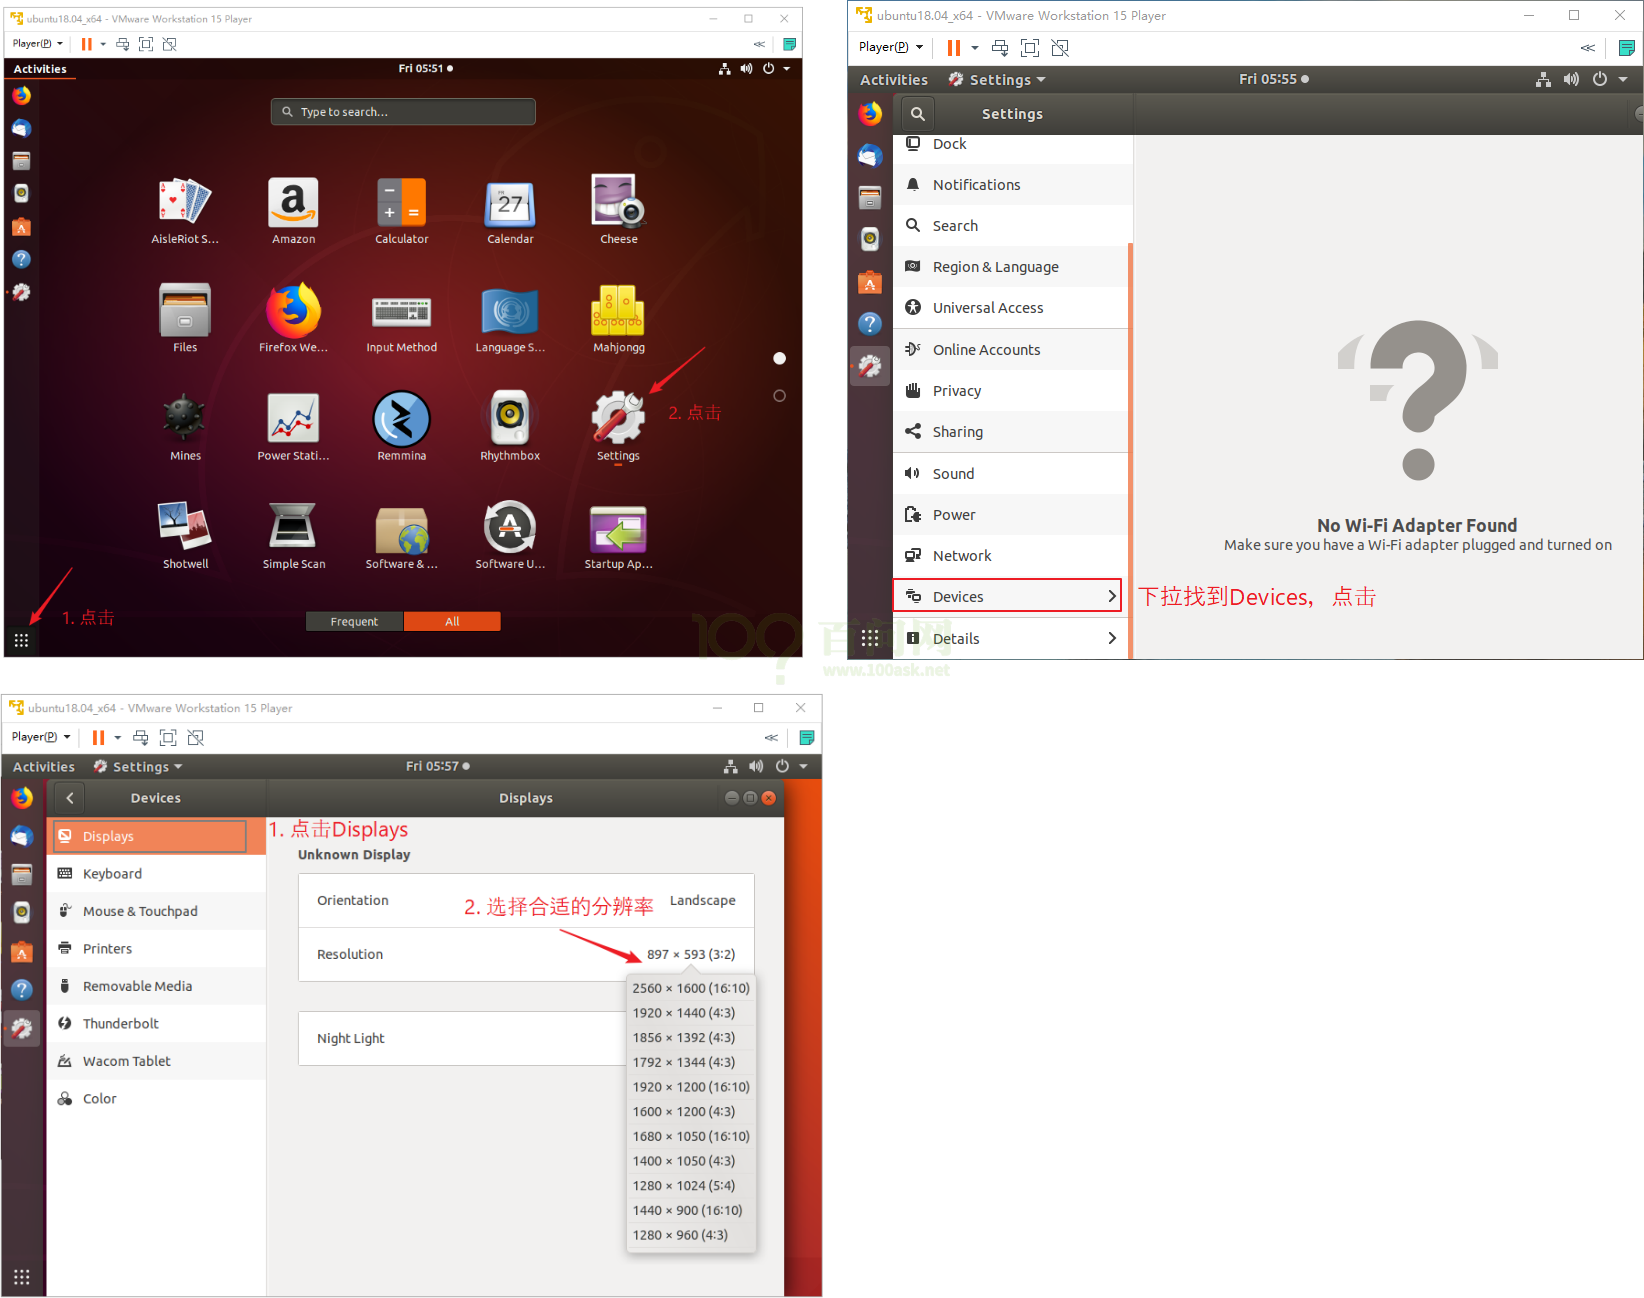 ubuntu18.04_x64 - VMware Workstation 15 Player
Player(P)
Activities
Fri 05:51
Type to search...
AisleRiot S...
Amazon
Calculator
Calendar
Cheese
FRI
27
Files
Firefox We...
Input Method
Language S...
Mahjongg
Mines
Power Stati...
Remmina
Rhythmbox
Settings
2. 点击
Shotwell
Simple Scan
Software & ...
Software U...
Startup Ap...
1. 点击
Frequent
All
ubuntu18.04_x64 - VMware Workstation 15 Player
Player(P)
Activities
Settings
Fri 05:55
Settings
Dock
Notifications
Search
Region & Language
Universal Access
Online Accounts
Privacy
Sharing
Sound
Power
Network
Devices
Details
No Wi-Fi Adapter Found
Make sure you have a Wi-Fi adapter plugged and turned on
下拉找到Devices，点击
100?
百问网
www.100ask.net
ubuntu18.04_x64 - VMware Workstation 15 Player
Player(P)
Activities
Settings
Fri 05:57
Devices
Displays
Displays
Keyboard
Mouse & Touchpad
Printers
Removable Media
Thunderbolt
Wacom Tablet
Color
1. 点击Displays
Unknown Display
Orientation
Landscape
2. 选择合适的分辨率
Resolution
897 × 593 (3:2)
Night Light
2560 × 1600 (16:10)
1920 × 1440 (4:3)
1856 × 1392 (4:3)
1792 × 1344 (4:3)
1920 × 1200 (16:10)
1600 × 1200 (4:3)
1680 × 1050 (16:10)
1400 × 1050 (4:3)
1280 × 1024 (5:4)
1440 × 900 (16:10)
1280 × 960 (4:3)